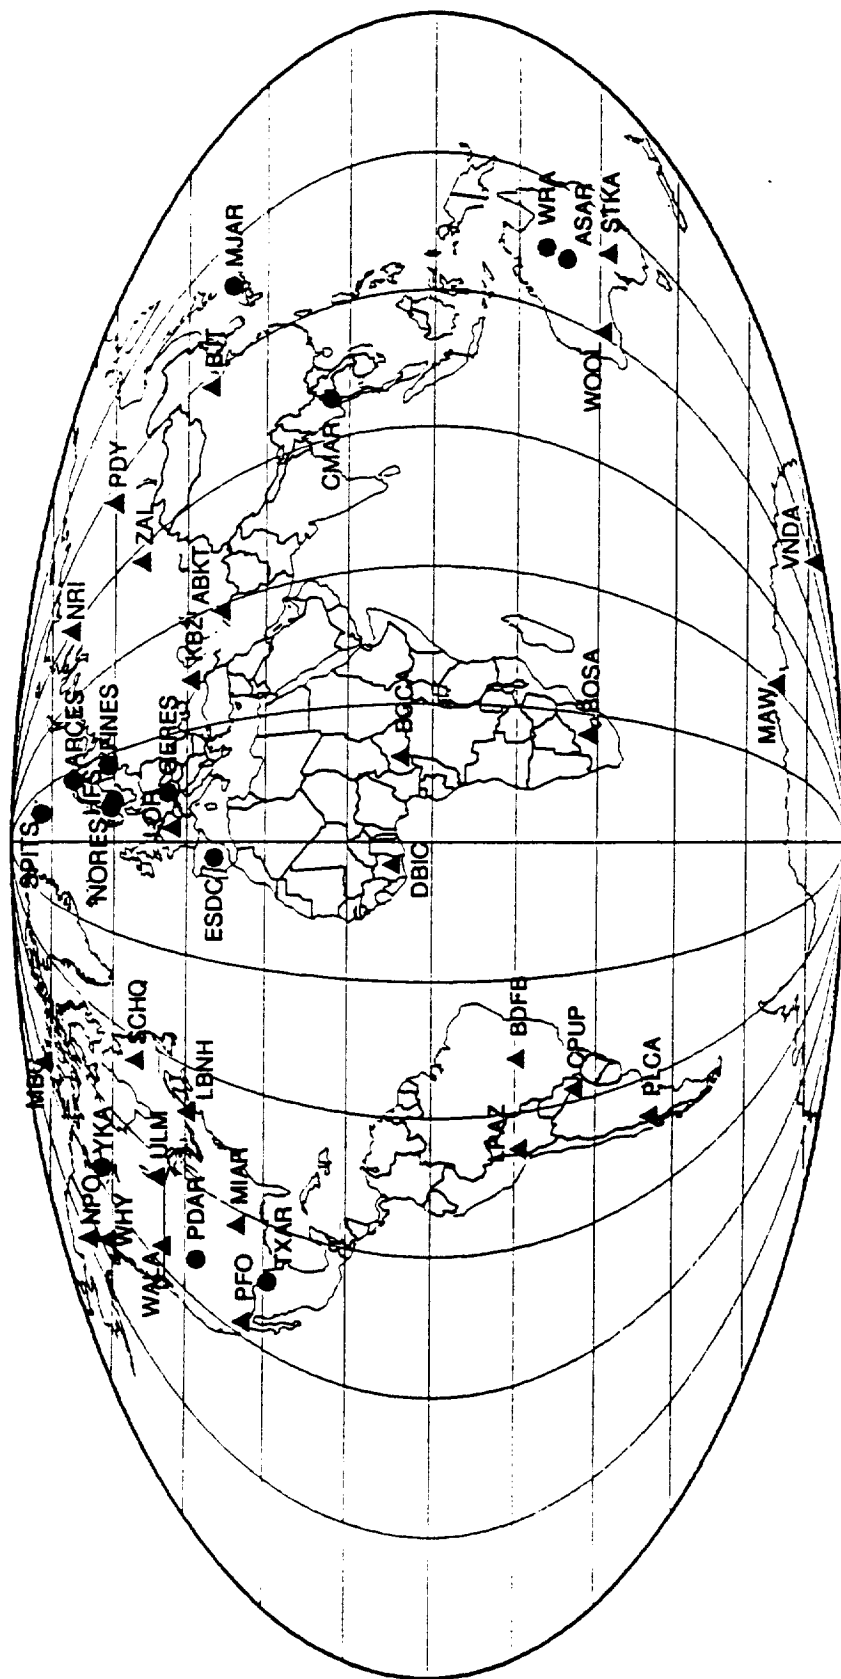 SPITS
ARCES
NORES
HFS
FINES
NRI
PDY
ZAL
LOR
GERES
KBZ
ABKT
ESDC
BJT
MJAR
CMAR
DBIC
BGCA
BOSA
WRA
ASAR
STKA
WOOL
MAW
VNDA
NPO
YKA
WHY
SCHQ
ULM
LBNH
WALA
PDAR
MIAR
PFO
TXAR
BDFB
CPUP
LPAZ
PLCA